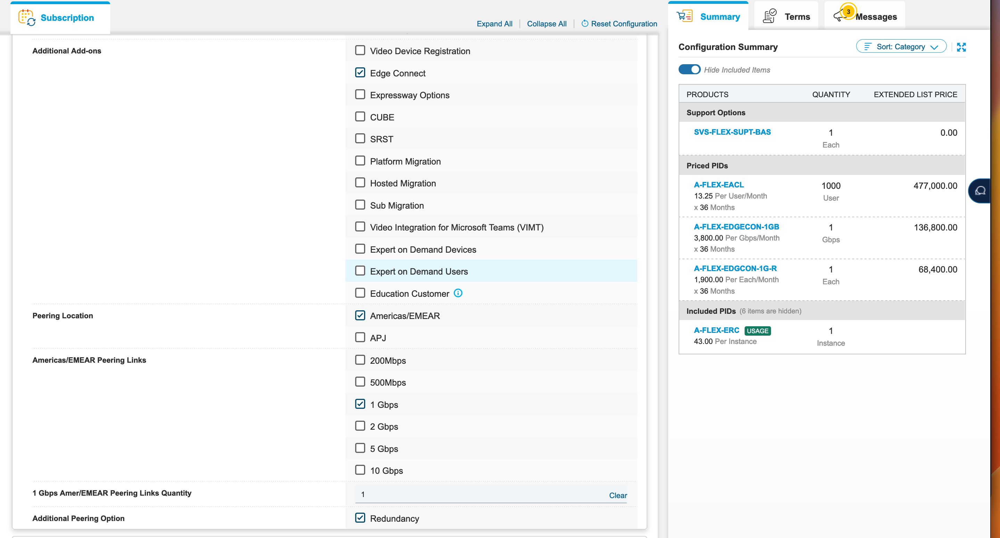 Subscription
Expand All
Collapse All
Reset Configuration
Additional Add-ons
Video Device Registration
Edge Connect
Expressway Options
CUBE
SRST
Platform Migration
Hosted Migration
Sub Migration
Video Integration for Microsoft Teams (VIMT)
Expert on Demand Devices
Expert on Demand Users
Education Customer
Peering Location
Americas/EMEAR
APJ
Americas/EMEAR Peering Links
200Mbps
500Mbps
1 Gbps
2 Gbps
5 Gbps
10 Gbps
1 Gbps Amer/EMEAR Peering Links Quantity
1
Clear
Additional Peering Option
Redundancy
Summary
Terms
3
Messages
Configuration Summary
Sort: Category
Hide Included Items
PRODUCTS QUANTITY EXTENDED LIST PRICE
Support Options
SVS-FLEX-SUPT-BAS 1 0.00
Each
Priced PIDs
A-FLEX-EACL 1000 477,000.00
13.25 Per User/Month User
x 36 Months
A-FLEX-EDGECON-1GB 1 136,800.00
3,800.00 Per Gbps/Month Gbps
x 36 Months
A-FLEX-EDGCON-1G-R 1 68,400.00
1,900.00 Per Each/Month Each
x 36 Months
Included PIDs (6 items are hidden)
A-FLEX-ERC USAGE 1
43.00 Per Instance Instance